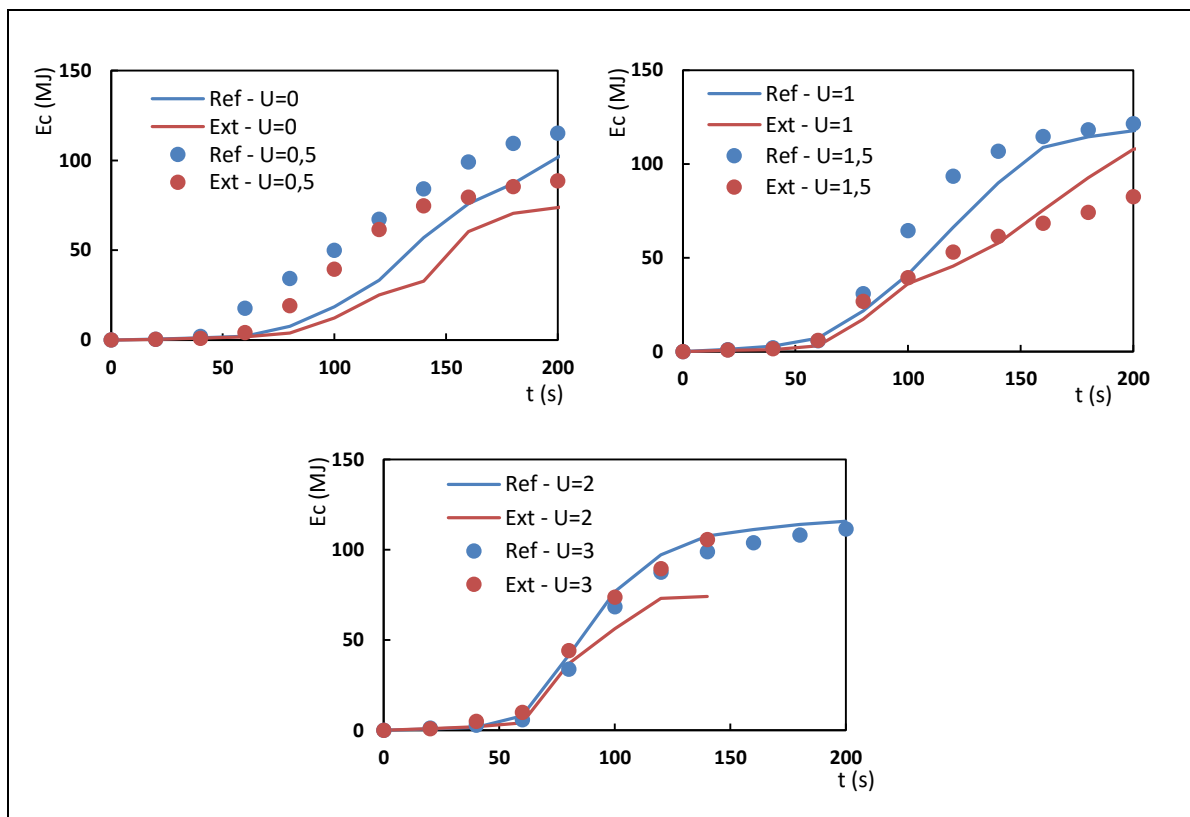 Ec (MJ)
150
100
50
0
Ref - U=0
Ext - U=0
Ref - U=0,5
Ext - U=0,5
0 50 100 150 200
t (s)
Ec (MJ)
150
100
50
0
Ref - U=1
Ext - U=1
Ref - U=1,5
Ext - U=1,5
0 50 100 150 200
t (s)
Ec (MJ)
150
100
50
0
Ref - U=2
Ext - U=2
Ref - U=3
Ext - U=3
0 50 100 150 200
t (s)